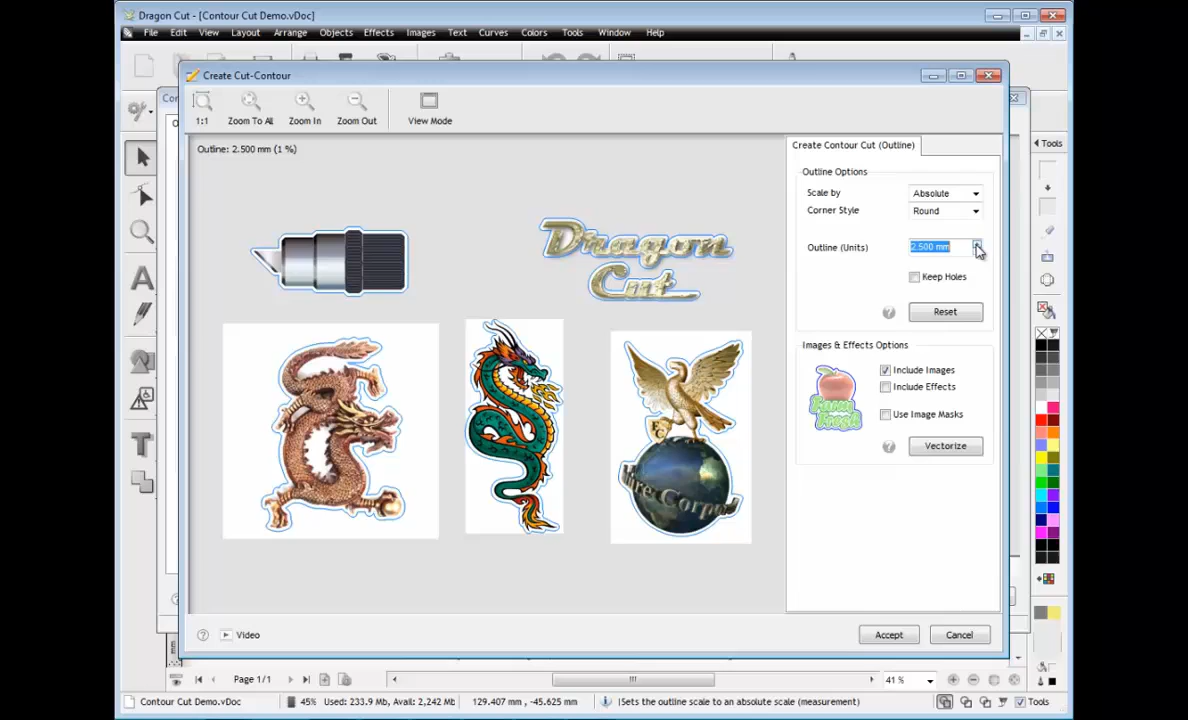 Dragon Cut - [Contour Cut Demo.vDoc]
File Edit View Layout Arrange Objects Effects Images Text Curves Colors Tools Window Help
Create Cut-Contour
1:1 Zoom To All Zoom In Zoom Out View Mode
Outline: 2.500 mm (1 %)
Create Contour Cut (Outline)
Tools
Outline Options
Scale by Absolute
Corner Style Round
Outline (Units) 2.500 mm
Keep Holes
Reset
Dragon
Cut
Images & Effects Options
Include Images
Include Effects
Use Image Masks
Vectorize
Video
Accept Cancel
Page 1/1
41 %
Contour Cut Demo.vDoc 45% Used: 233.9 Mb, Avail: 2,242 Mb 129.407 mm , -45.625 mm Sets the outline scale to an absolute scale (measurement) Tools